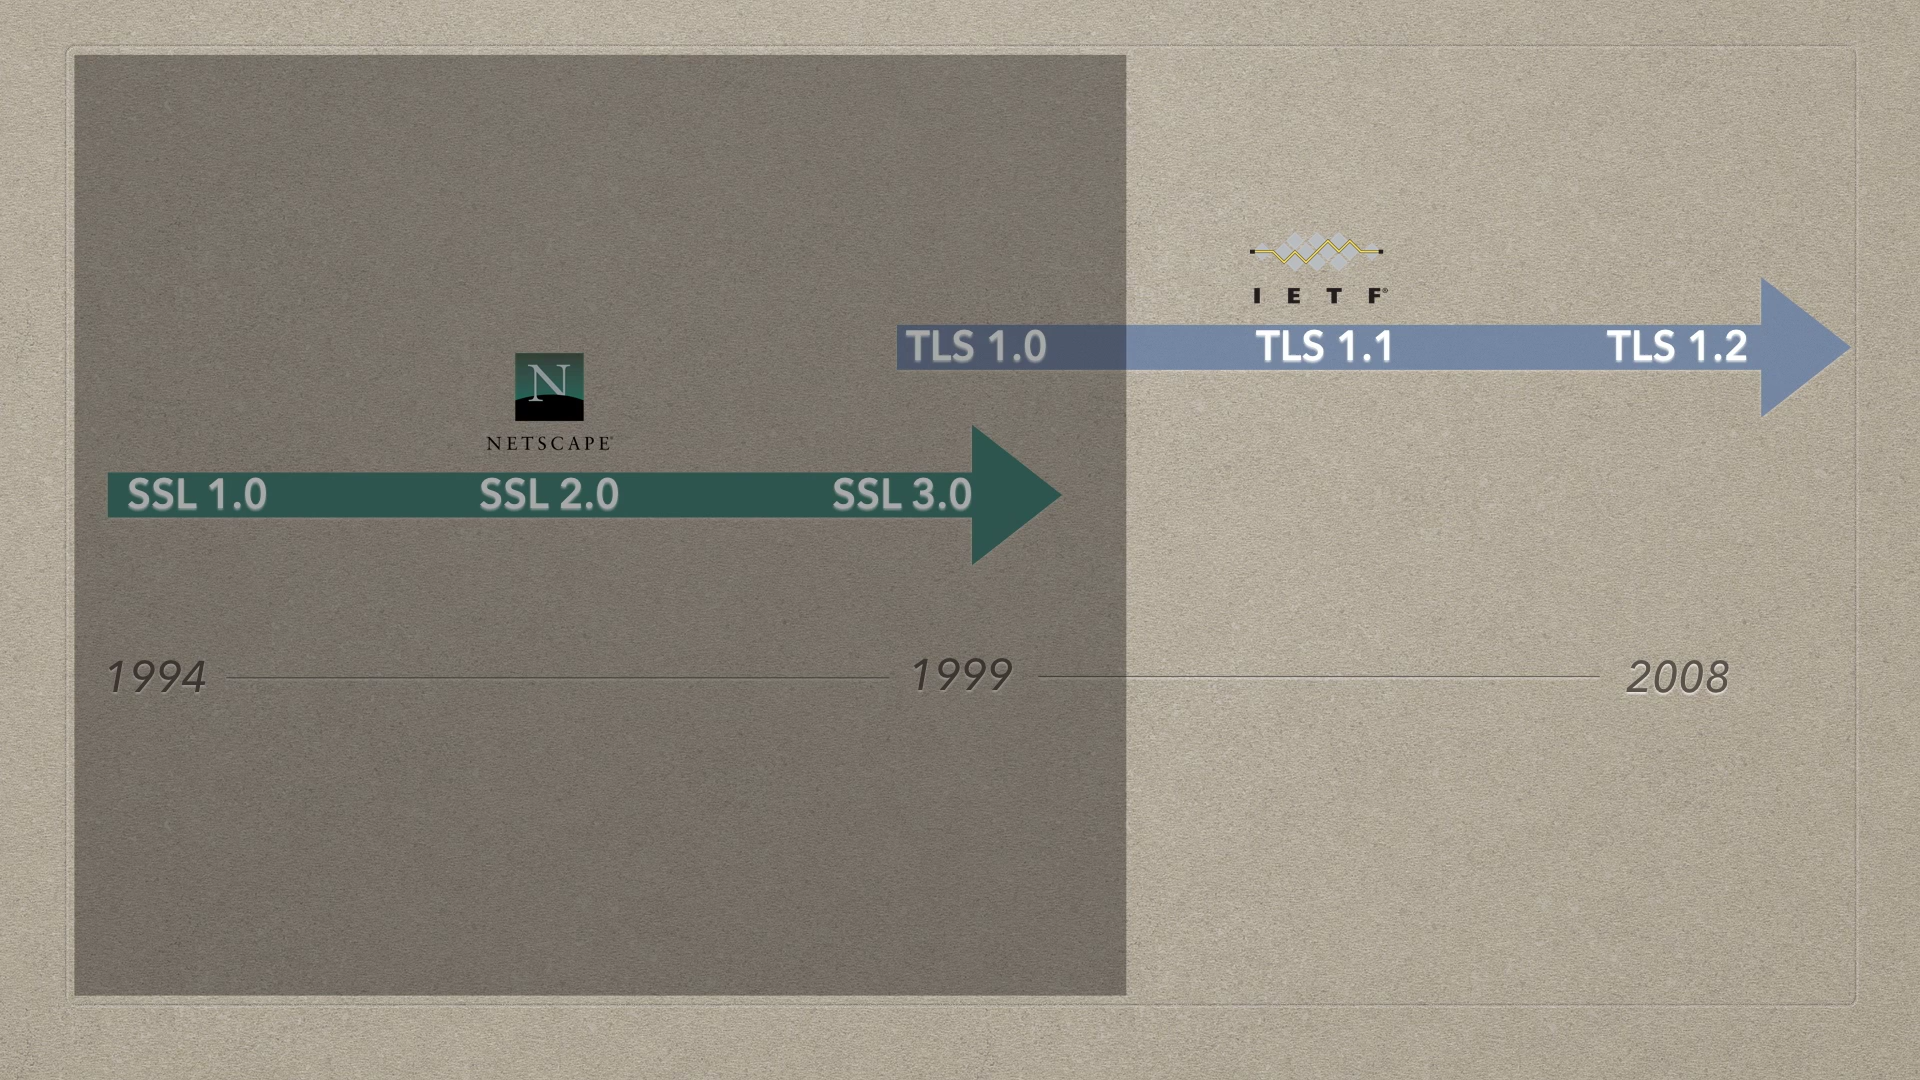 I E T F®
TLS 1.0 TLS 1.1 TLS 1.2
N
NETSCAPE
SSL 1.0 SSL 2.0 SSL 3.0
1994 1999 2008